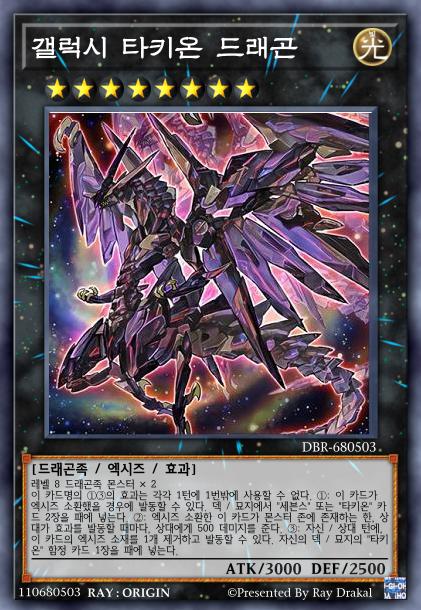 갤럭시 타키온 드래곤
빛
光
DBR-680503
[드래곤족 / 엑시즈 / 효과]
레벨 8 드래곤족 몬스터 × 2
이 카드명의 ①③의 효과는 각각 1턴에 1번밖에 사용할 수 없다. ①: 이 카드가
엑시즈 소환했을 경우에 발동할 수 있다. 덱 / 묘지에서 "세븐스" 또는 "타키온" 카
드 2장을 패에 넣는다. ②: 엑시즈 소환한 이 카드가 몬스터 존에 존재하는 한, 상
대가 효과를 발동할 때마다, 상대에게 500 데미지를 준다. ③: 자신 / 상대 턴에,
이 카드의 엑시즈 소재를 1개 제거하고 발동할 수 있다. 자신의 덱 / 묘지의 "타키
온" 함정 카드 1장을 패에 넣는다.
ATK/3000 DEF/2500
110680503 RAY : ORIGIN ©Presented By Ray Drakal